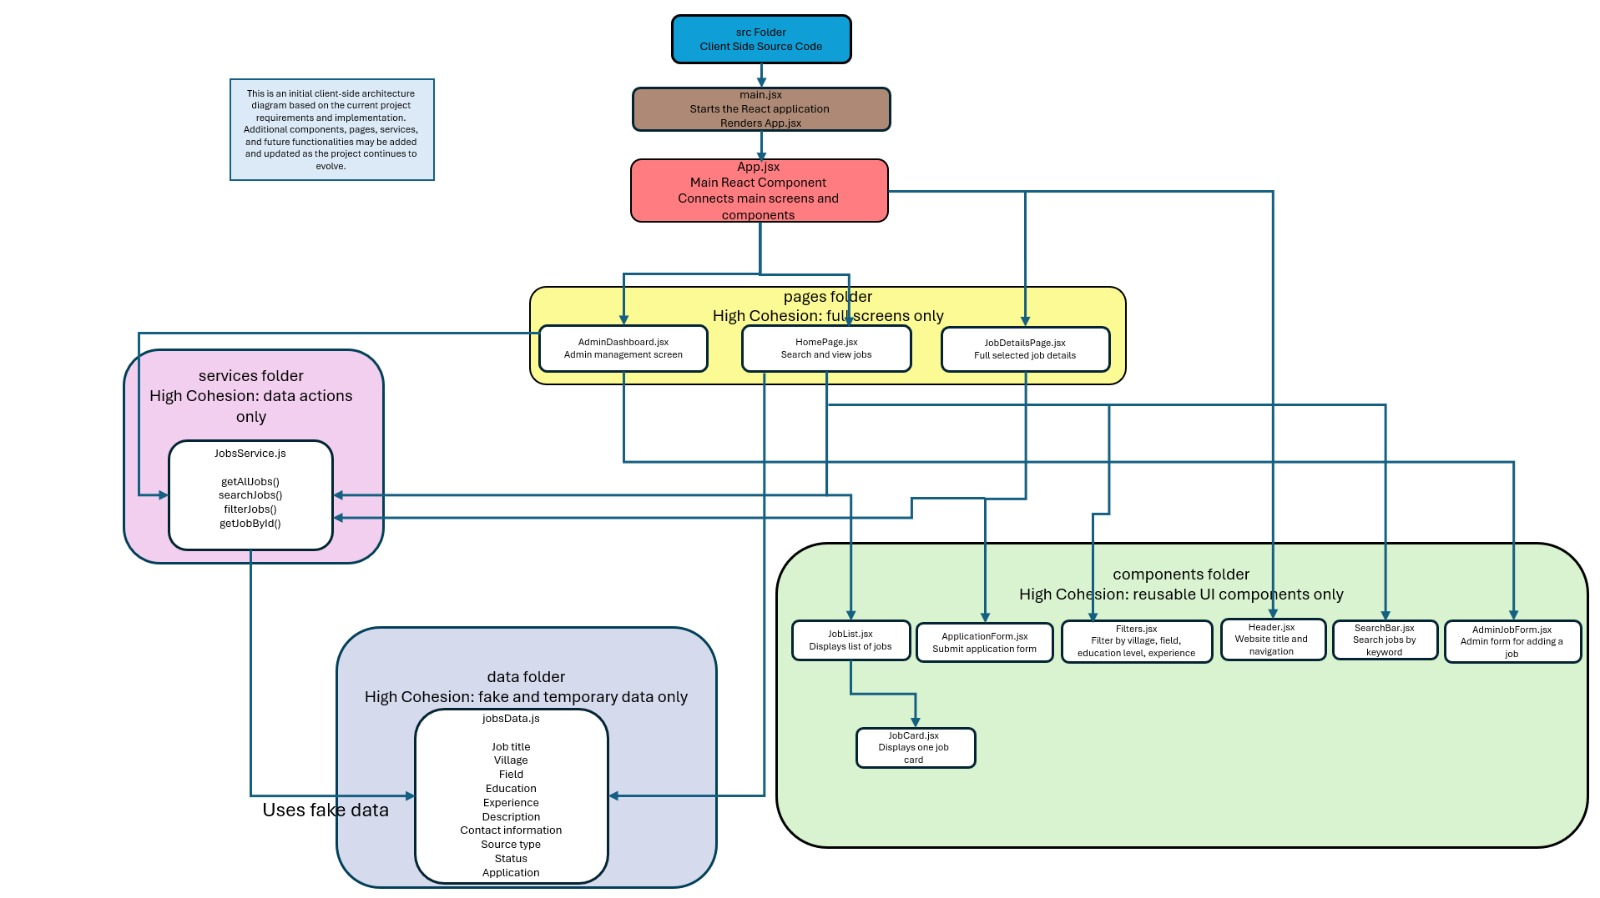 src Folder
Client Side Source Code
This is an initial client-side architecture
diagram based on the current project
requirements and implementation.
Additional components, pages, services,
and future functionalities may be added
and updated as the project continues to
evolve.
main.jsx
Starts the React application
Renders App.jsx
App.jsx
Main React Component
Connects main screens and
components
pages folder
High Cohesion: full screens only
AdminDashboard.jsx
Admin management screen
HomePage.jsx
Search and view jobs
JobDetailsPage.jsx
Full selected job details
services folder
High Cohesion: data actions
only
JobsService.js
getAllJobs()
searchJobs()
filterJobs()
getJobById()
components folder
High Cohesion: reusable UI components only
JobList.jsx
Displays list of jobs
ApplicationForm.jsx
Submit application form
Filters.jsx
Filter by village, field,
education level, experience
Header.jsx
Website title and
navigation
SearchBar.jsx
Search jobs by
keyword
AdminJobForm.jsx
Admin form for adding a
job
JobCard.jsx
Displays one job
card
data folder
High Cohesion: fake and temporary data only
jobsData.js
Job title
Village
Field
Education
Experience
Description
Contact information
Source type
Status
Application
Uses fake data